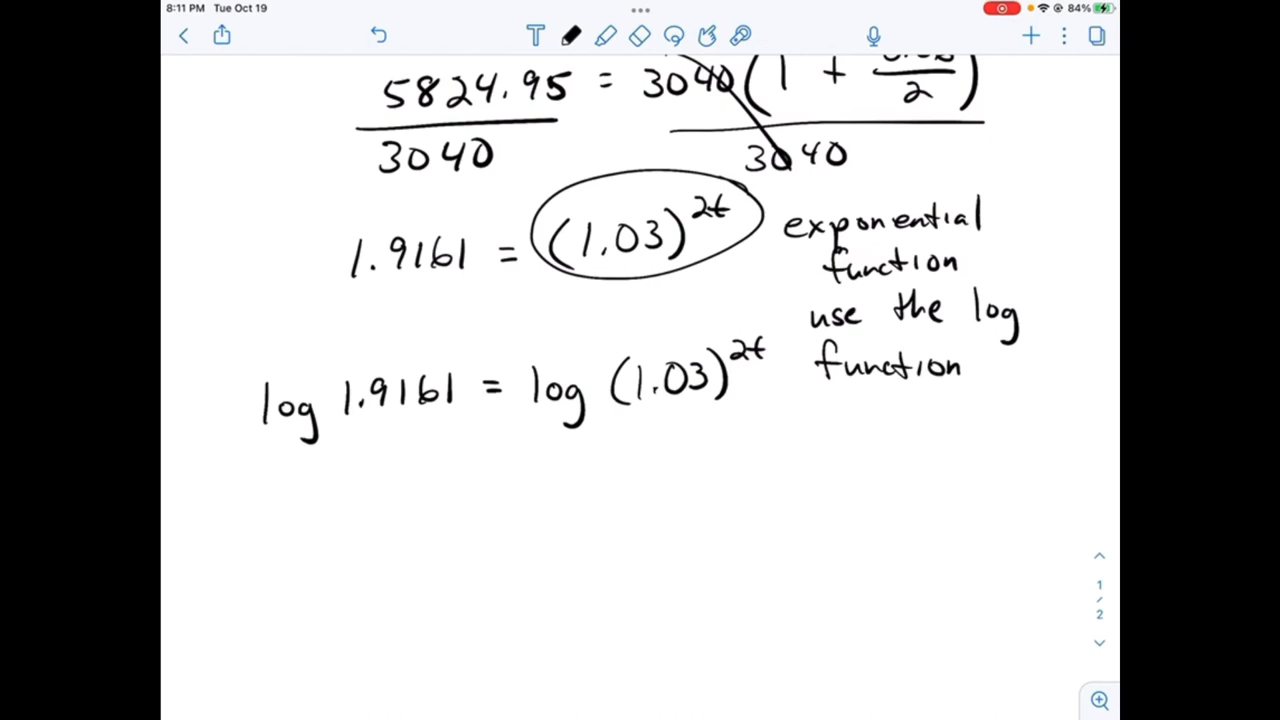 8:11 PM Tue Oct 19
84%
T
5824.95 = 3040(1 + /2)
3040 3040
1.9161 = (1.03)^2t exponential
function
use the log
log 1.9161 = log (1.03)^2t function
1
2